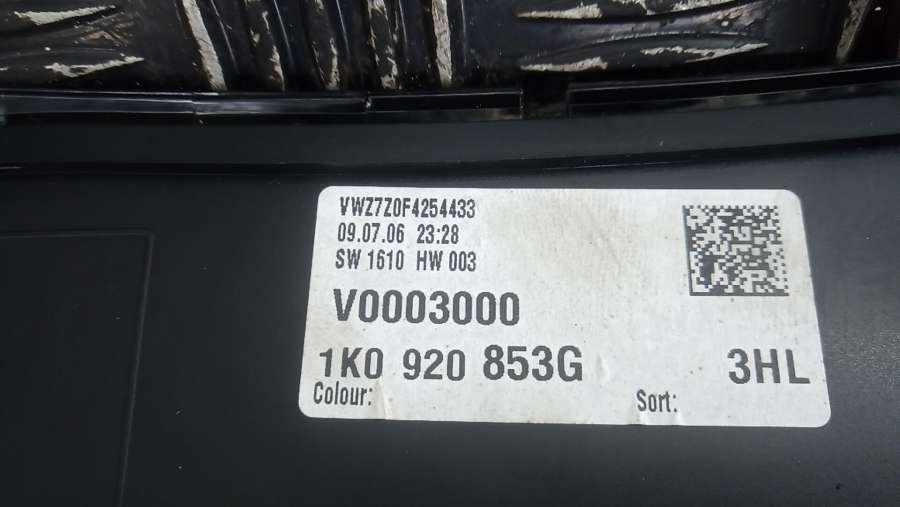 VWZ7Z0F4254433
09.07.06 23:28
SW 1610 HW 003
V0003000
1K0 920 853G 3HL
Colour: Sort: